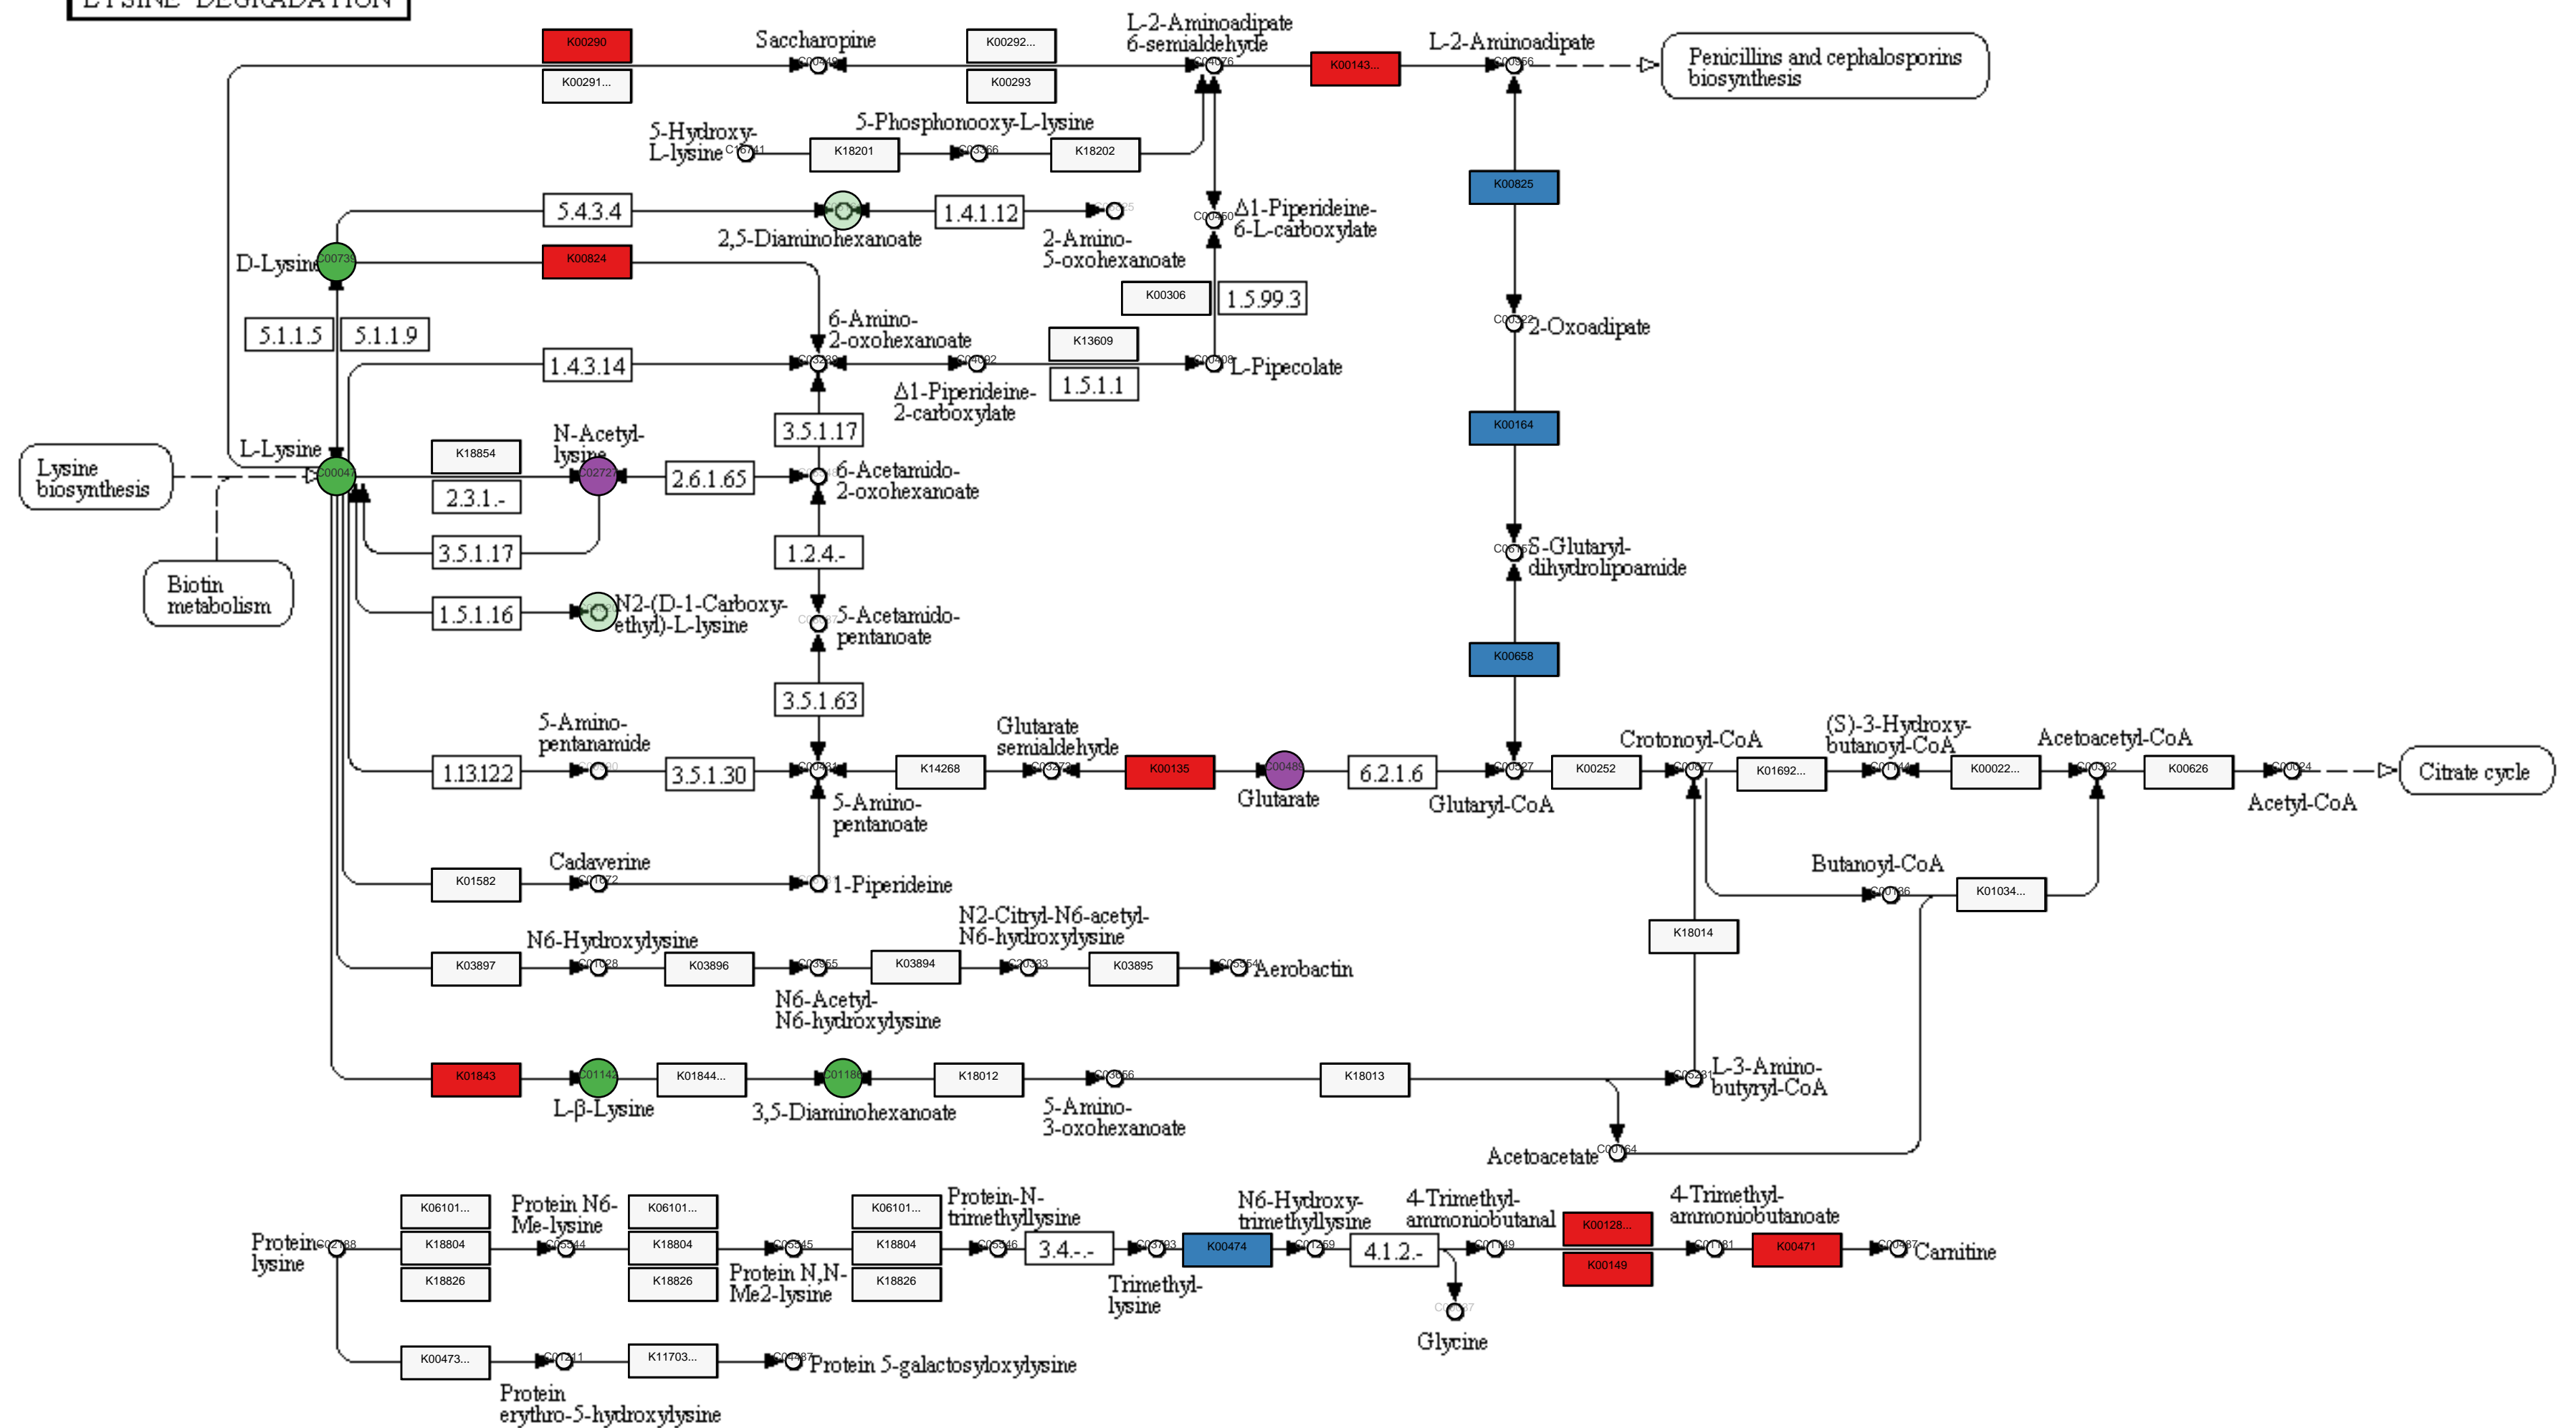 LYSINE DEGRADATION
K00290
K00291...
Saccharopine
K00292...
K00293
L-2-Aminoadipate
6-semialdehyde
K00143...
L-2-Aminoadipate
Penicillins and cephalosporins
biosynthesis
5-Hydroxy-
L-lysine
K18201
5-Phosphonooxy-L-lysine
K18202
K00825
5.4.3.4
2,5-Diaminohexanoate
1.4.1.12
2-Amino-
5-oxohexanoate
Δ1-Piperideine-
6-L-carboxylate
D-Lysine
C00739
K00824
K00306
1.5.99.3
5.1.1.5
5.1.1.9
6-Amino-
2-oxohexanoate
2-Oxoadipate
1.4.3.14
K13609
1.5.1.1
L-Pipecolate
Δ1-Piperideine-
2-carboxylate
3.5.1.17
K00164
Lysine
biosynthesis
L-Lysine
C00047
K18854
2.3.1.-
N-Acetyl-
lysine
C02727
2.6.1.65
6-Acetamido-
2-oxohexanoate
3.5.1.17
1.2.4.-
S-Glutaryl-
dihydrolipoamide
Biotin
metabolism
1.5.1.16
N2-(D-1-Carboxy-
ethyl)-L-lysine
5-Acetamido-
pentanoate
K00658
3.5.1.63
5-Amino-
pentanamide
1.13.12.2
3.5.1.30
K14268
Glutarate
semialdehyde
K00135
C00489
Glutarate
6.2.1.6
Glutaryl-CoA
K00252
Crotonoyl-CoA
K01692...
(S)-3-Hydroxy-
butanoyl-CoA
K00022...
Acetoacetyl-CoA
K00626
Acetyl-CoA
Citrate cycle
5-Amino-
pentanoate
K01582
Cadaverine
1-Piperideine
Butanoyl-CoA
K01034...
K18014
K03897
N6-Hydroxylysine
K03896
N6-Acetyl-
N6-hydroxylysine
K03894
N2-Citryl-N6-acetyl-
N6-hydroxylysine
K03895
Aerobactin
K01843
C01142
L-β-Lysine
K01844...
C01186
3,5-Diaminohexanoate
K18012
5-Amino-
3-oxohexanoate
K18013
L-3-Amino-
butyryl-CoA
Acetoacetate
Protein-
lysine
K06101...
K18804
K18826
Protein N6-
Me-lysine
K06101...
K18804
K18826
Protein N,N-
Me2-lysine
K06101...
K18804
K18826
Protein-N-
trimethyllysine
3.4.-.-
Trimethyl-
lysine
K00474
N6-Hydroxy-
trimethyllysine
4.1.2.-
4-Trimethyl-
ammoniobutanal
K00128...
K00149
4-Trimethyl-
ammoniobutanoate
K00471
Carnitine
Glycine
K00473...
Protein
erythro-5-hydroxylysine
K11703...
Protein 5-galactosyloxylysine